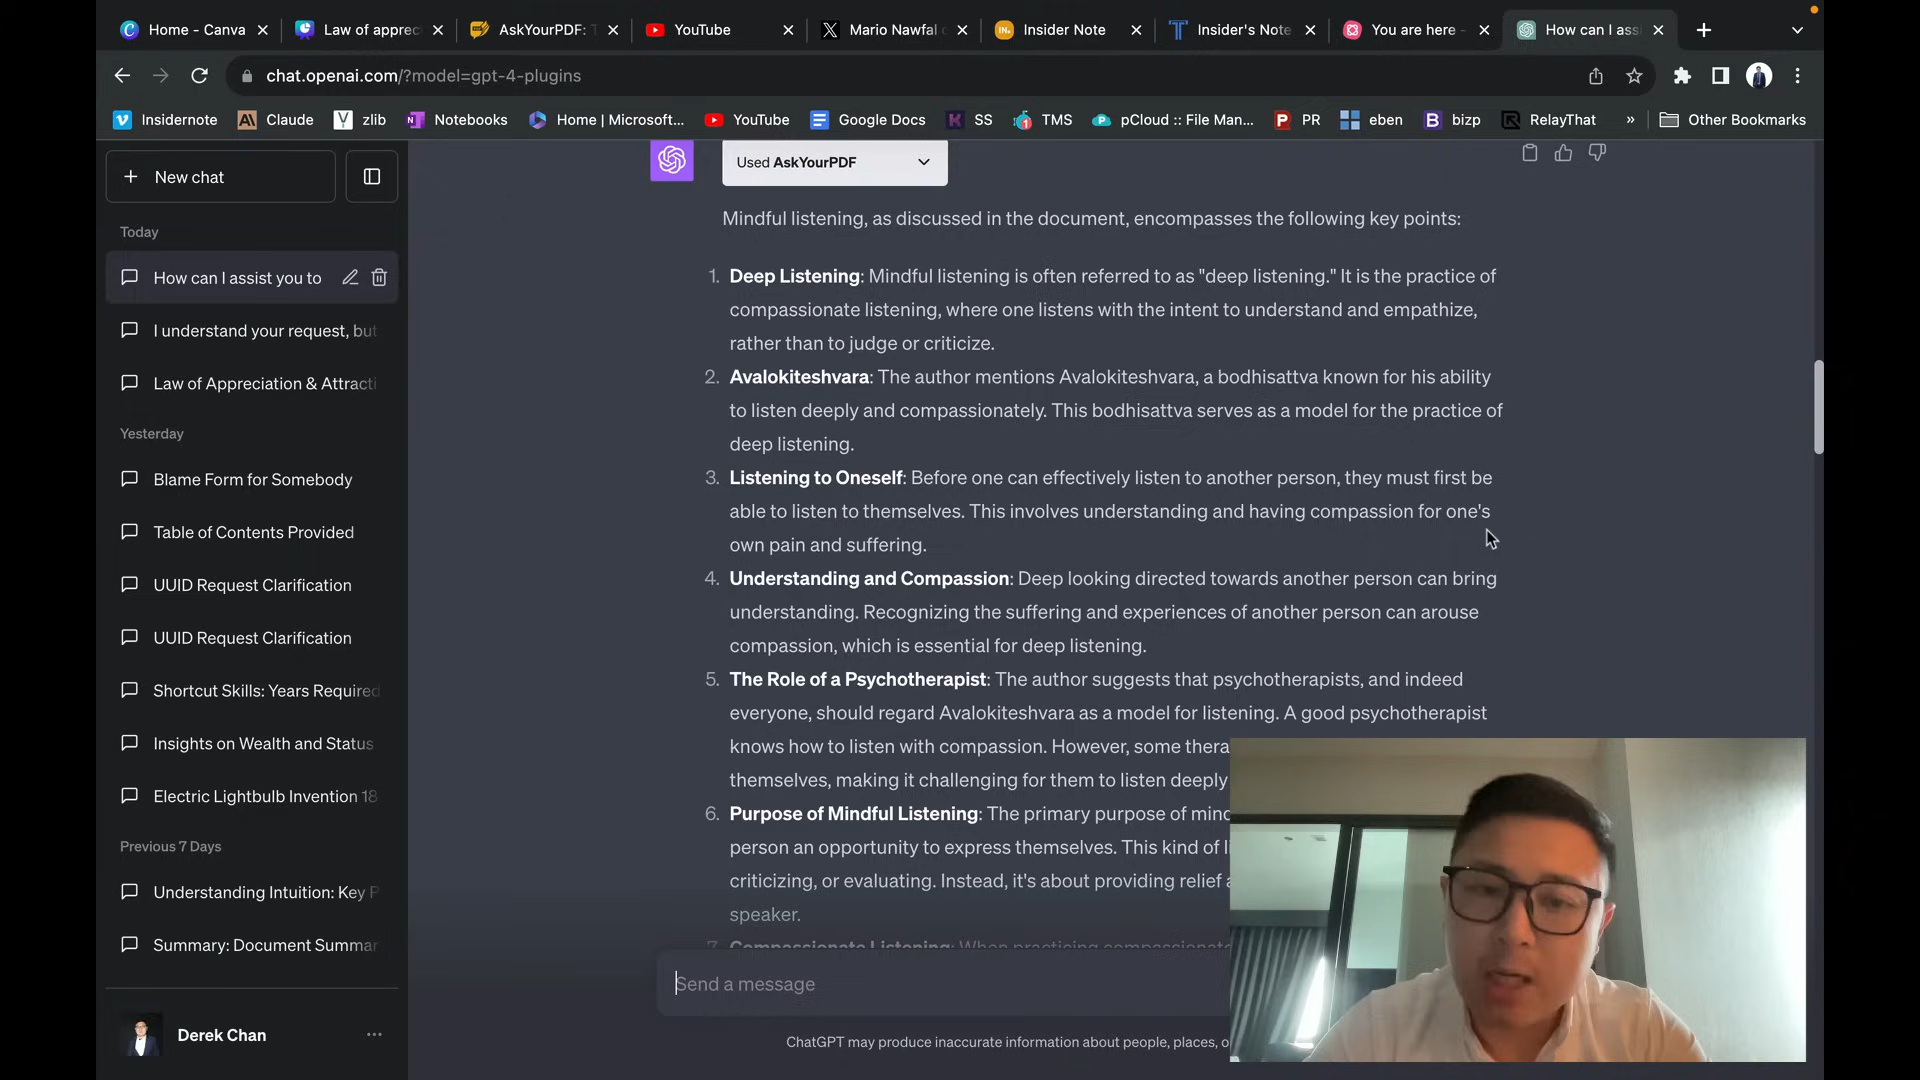 Home - Canva
Law of apprec
AskYourPDF: T
YouTube
Mario Nawfal o
Insider Note
Insider's Note
You are here -
How can I assi
chat.openai.com/?model=gpt-4-plugins
Insidernote
Claude
zlib
Notebooks
Home | Microsoft...
YouTube
Google Docs
SS
TMS
pCloud :: File Man...
PR
eben
bizp
RelayThat
»
Other Bookmarks
New chat
Today
How can I assist you to
I understand your request, but
Law of Appreciation & Attracti
Yesterday
Blame Form for Somebody
Table of Contents Provided
UUID Request Clarification
UUID Request Clarification
Shortcut Skills: Years Required
Insights on Wealth and Status
Electric Lightbulb Invention 18
Previous 7 Days
Understanding Intuition: Key P
Summary: Document Summar
Derek Chan
Used AskYourPDF
Mindful listening, as discussed in the document, encompasses the following key points:
1. Deep Listening: Mindful listening is often referred to as "deep listening." It is the practice of
compassionate listening, where one listens with the intent to understand and empathize,
rather than to judge or criticize.
2. Avalokiteshvara: The author mentions Avalokiteshvara, a bodhisattva known for his ability
to listen deeply and compassionately. This bodhisattva serves as a model for the practice of
deep listening.
3. Listening to Oneself: Before one can effectively listen to another person, they must first be
able to listen to themselves. This involves understanding and having compassion for one's
own pain and suffering.
4. Understanding and Compassion: Deep looking directed towards another person can bring
understanding. Recognizing the suffering and experiences of another person can arouse
compassion, which is essential for deep listening.
5. The Role of a Psychotherapist: The author suggests that psychotherapists, and indeed
everyone, should regard Avalokiteshvara as a model for listening. A good psychotherapist
knows how to listen with compassion. However, some thera
themselves, making it challenging for them to listen deeply
6. Purpose of Mindful Listening: The primary purpose of mind
person an opportunity to express themselves. This kind of li
criticizing, or evaluating. Instead, it's about providing relief a
speaker.
7. Compassionate Listening: When practicing compassionate
Send a message
ChatGPT may produce inaccurate information about people, places, o